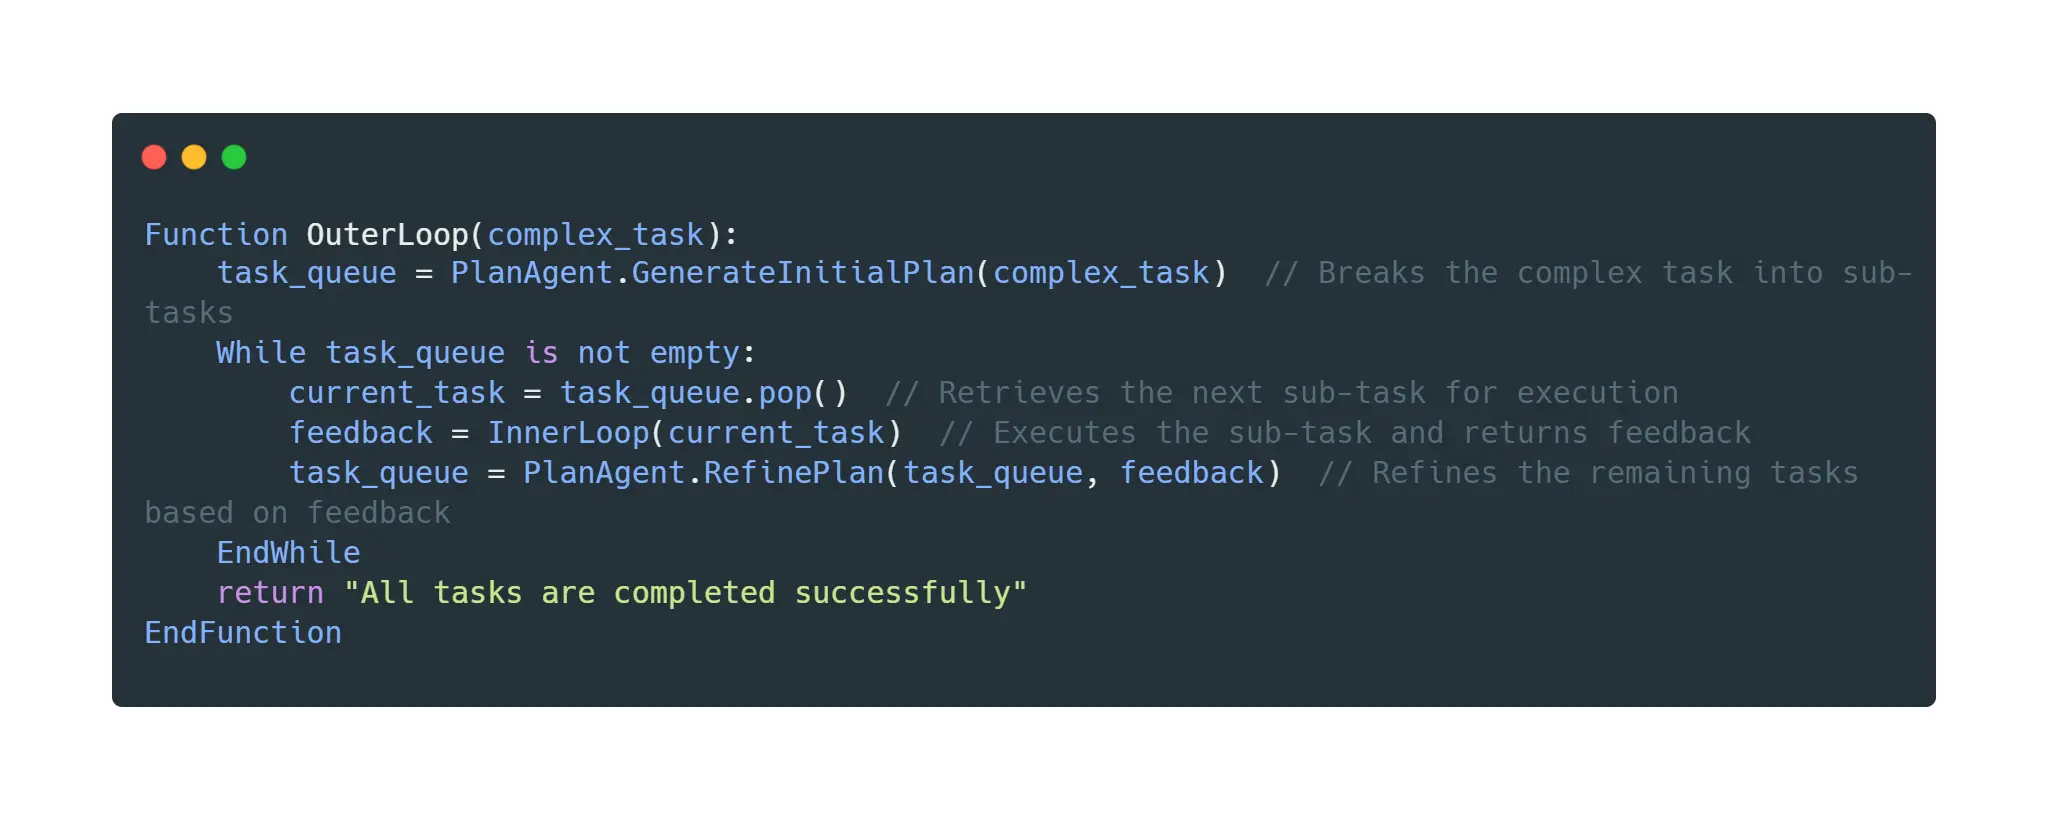 Function OuterLoop(complex_task):
    task_queue = PlanAgent.GenerateInitialPlan(complex_task)  // Breaks the complex task into sub-
tasks
    While task_queue is not empty:
        current_task = task_queue.pop()  // Retrieves the next sub-task for execution
        feedback = InnerLoop(current_task)  // Executes the sub-task and returns feedback
        task_queue = PlanAgent.RefinePlan(task_queue, feedback)  // Refines the remaining tasks
based on feedback
    EndWhile
    return "All tasks are completed successfully"
EndFunction